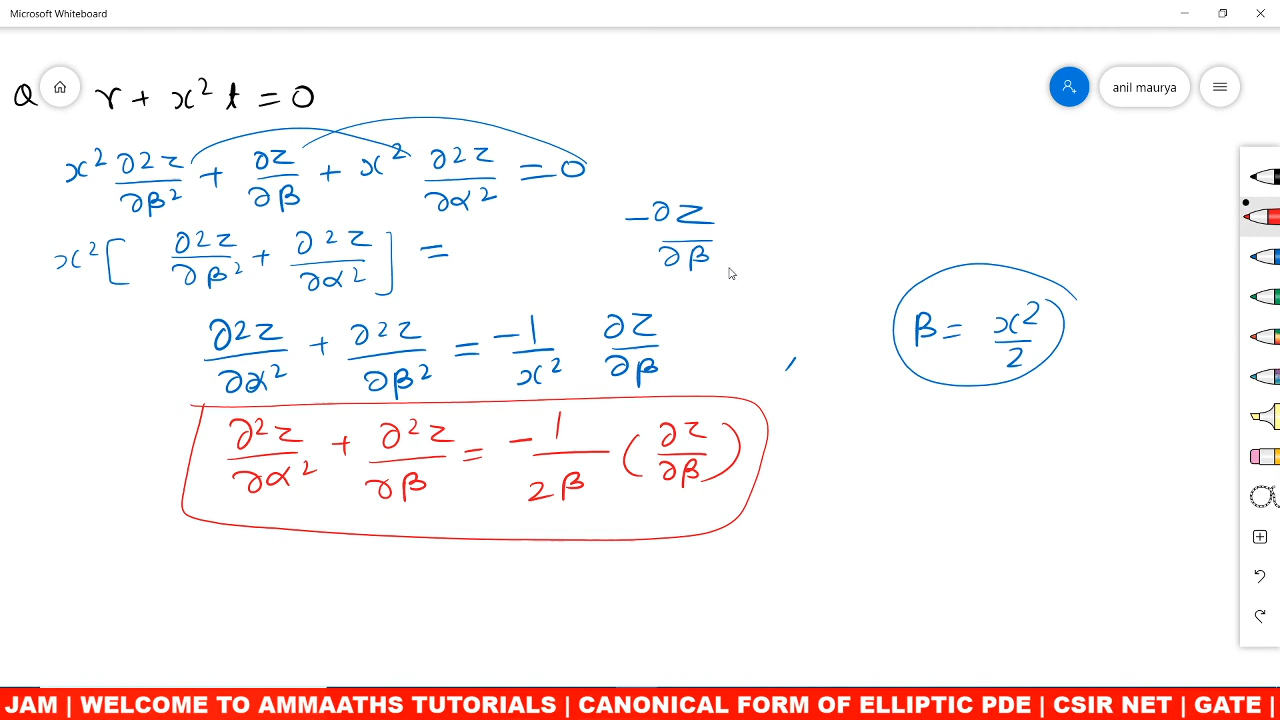 Microsoft Whiteboard
anil maurya
Q r + x² t = 0
x² ∂2z/∂β² + ∂z/∂β + x² ∂2z/∂α² = 0
-∂z/∂β
x² [ ∂2z/∂β² + ∂²z/∂α² ] =
∂2z/∂α² + ∂²z/∂β² = -1/x² ∂z/∂β ,
β = x²/2
∂²z/∂α² + ∂²z/∂β = -1/2β (∂z/∂β)
JAM | WELCOME TO AMMAATHS TUTORIALS | CANONICAL FORM OF ELLIPTIC PDE | CSIR NET | GATE |